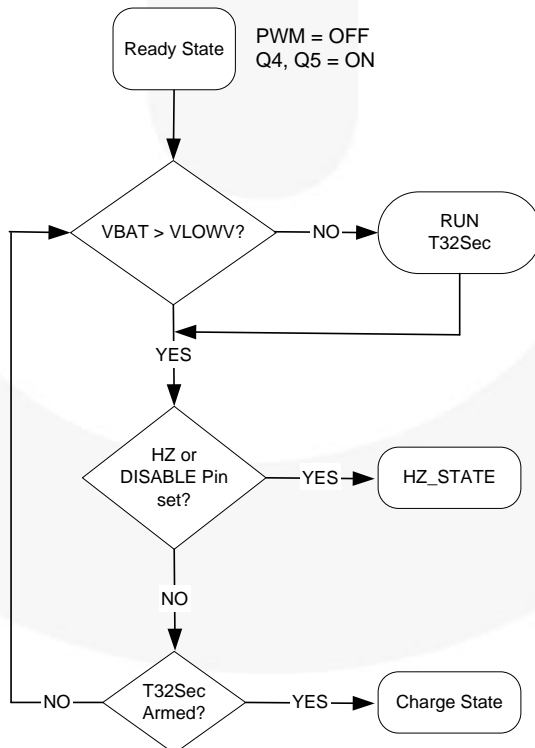 Ready State
PWM = OFF
Q4, Q5 = ON
VBAT > VLOWV?
NO
RUN
T32Sec
YES
HZ or
DISABLE Pin
set?
YES
HZ_STATE
NO
T32Sec
Armed?
NO
YES
Charge State